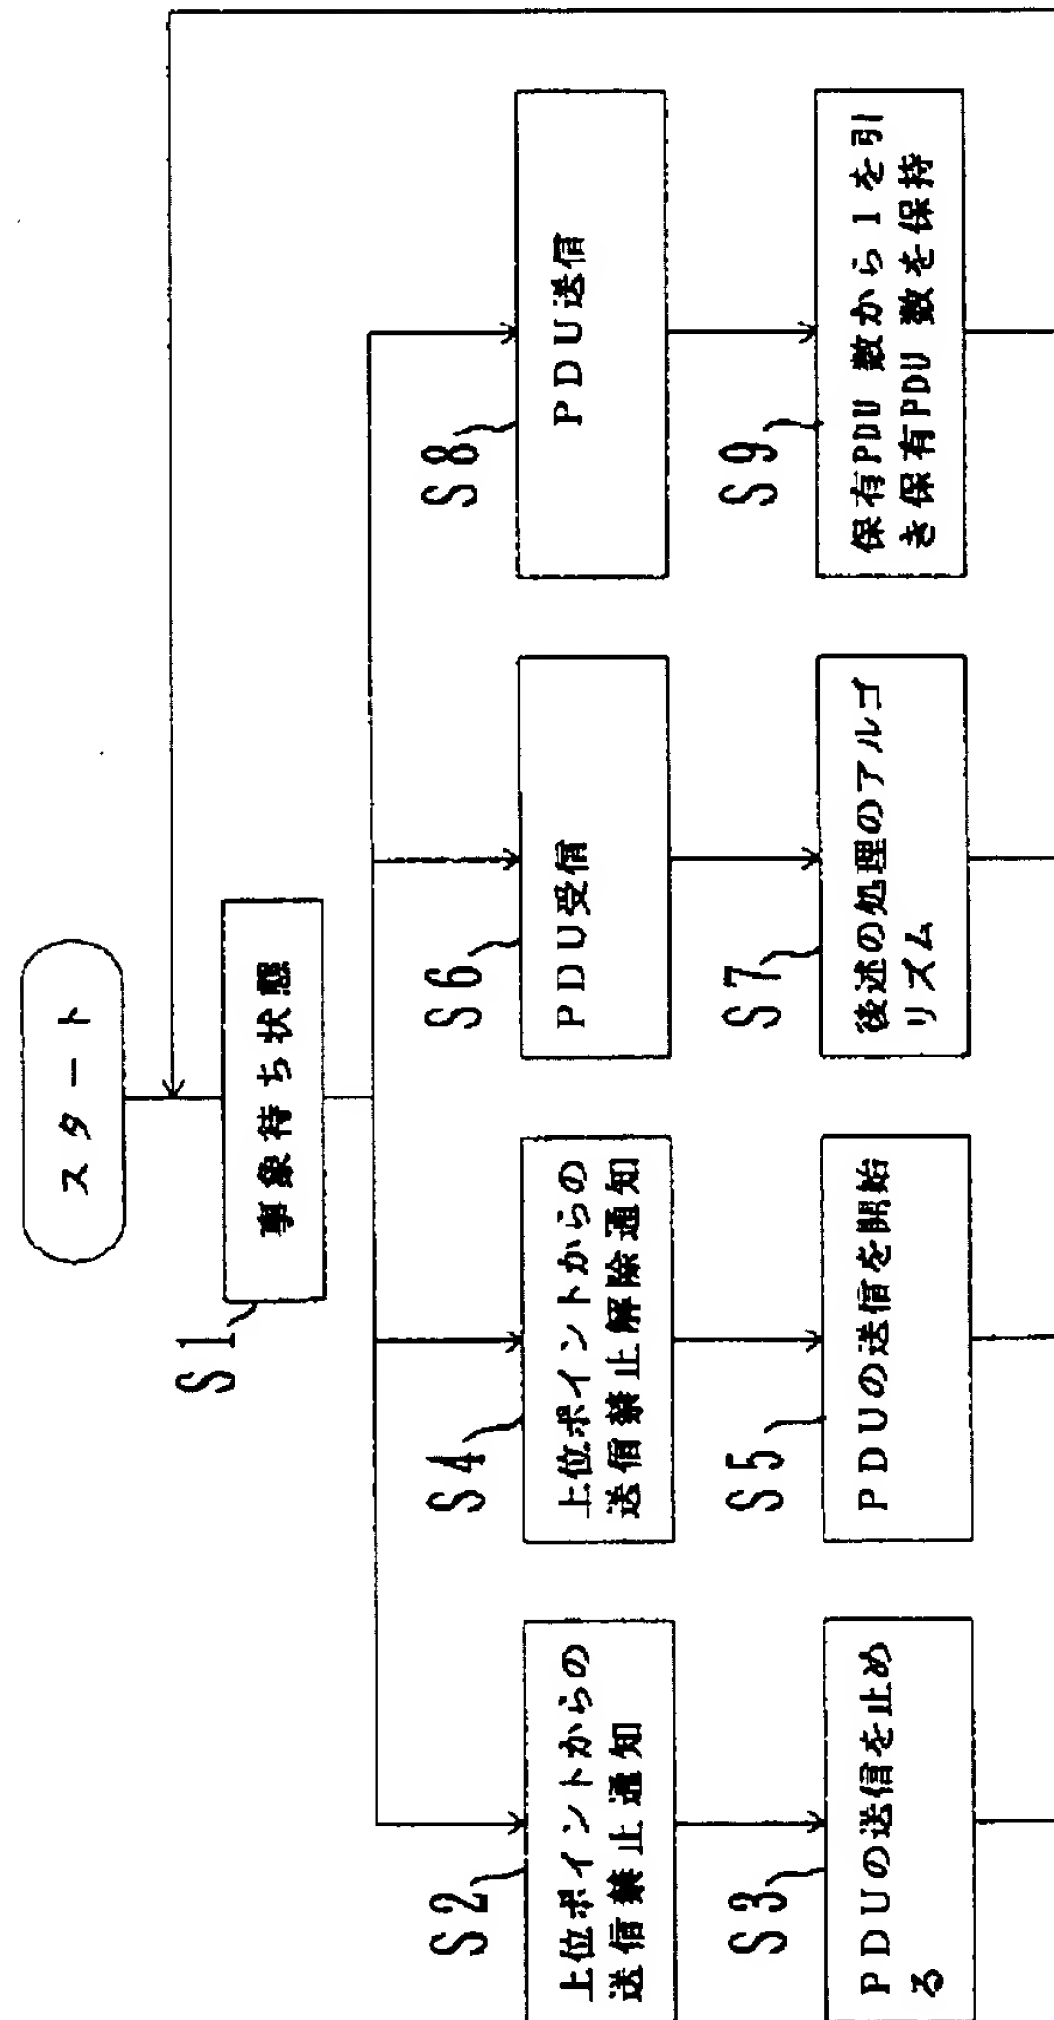 スタート
S1
事象待ち状態
S2
上位ポイントからの
送信禁止通知
S3
PDUの送信を止め
る
S4
上位ポイントからの
送信禁止解除通知
S5
PDUの送信を開始
S6
PDU受信
S7
後述の処理のアルゴ
リズム
S8
PDU送信
S9
保有PDU 数から1を引
き保有PDU 数を保持